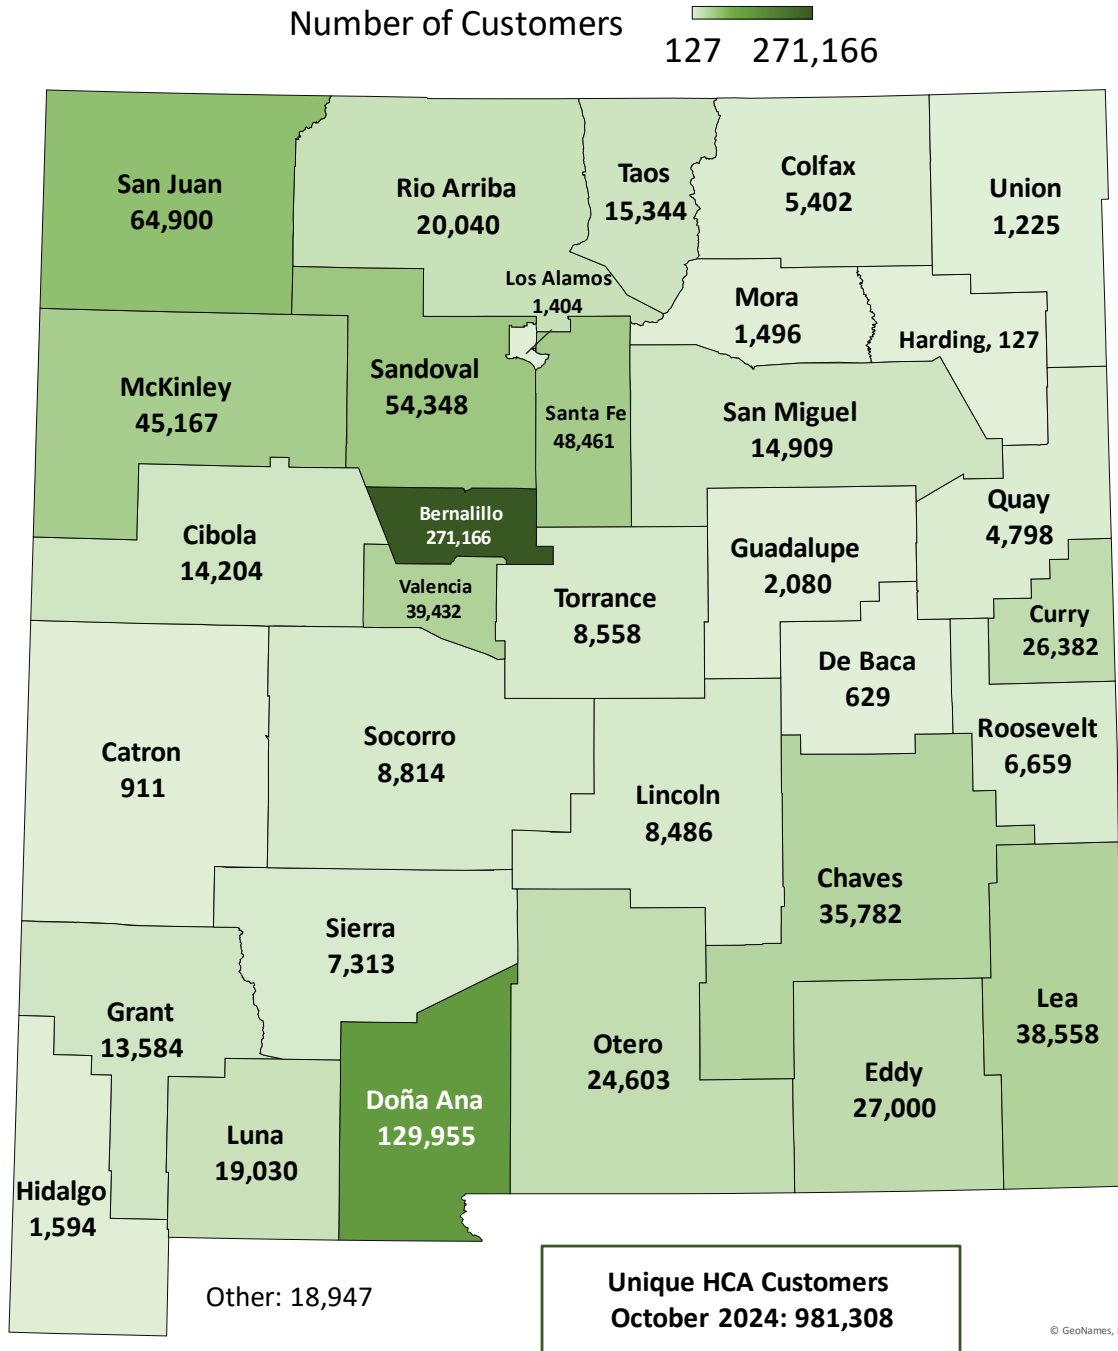 Number of Customers
127 271,166
San Juan
64,900
Rio Arriba
20,040
Taos
15,344
Colfax
5,402
Union
1,225
Los Alamos
1,404
Mora
1,496
Harding, 127
McKinley
45,167
Sandoval
54,348
Santa Fe
48,461
San Miguel
14,909
Quay
4,798
Cibola
14,204
Bernalillo
271,166
Valencia
39,432
Torrance
8,558
Guadalupe
2,080
Curry
26,382
De Baca
629
Roosevelt
6,659
Catron
911
Socorro
8,814
Lincoln
8,486
Chaves
35,782
Sierra
7,313
Grant
13,584
Lea
38,558
Otero
24,603
Eddy
27,000
Doña Ana
129,955
Luna
19,030
Hidalgo
1,594
Other: 18,947
Unique HCA Customers
October 2024: 981,308
© GeoNames,